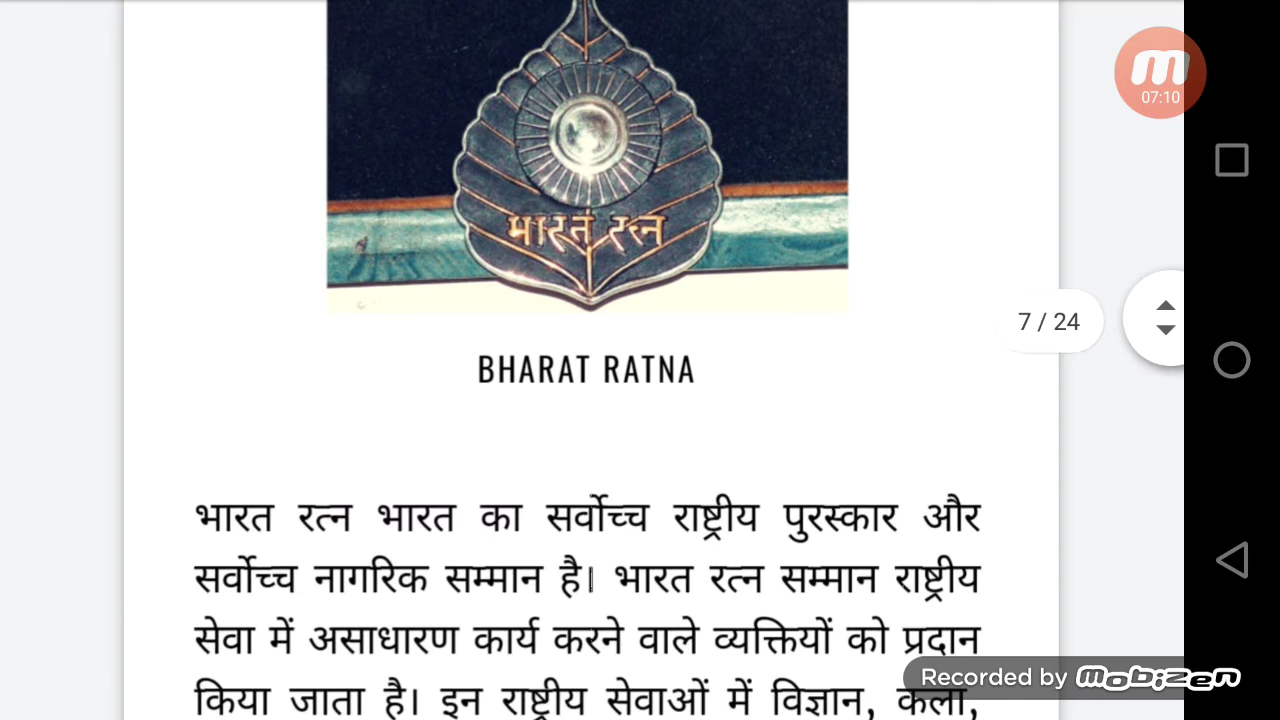 m
07:10
भारत रत्न
7 / 24
BHARAT RATNA
भारत रत्न भारत का सर्वोच्च राष्ट्रीय पुरस्कार और
सर्वोच्च नागरिक सम्मान है। भारत रत्न सम्मान राष्ट्रीय
सेवा में असाधारण कार्य करने वाले व्यक्तियों को प्रदान
किया जाता है। इन राष्ट्रीय सेवाओं में विज्ञान, कला,
Recorded by mobizen